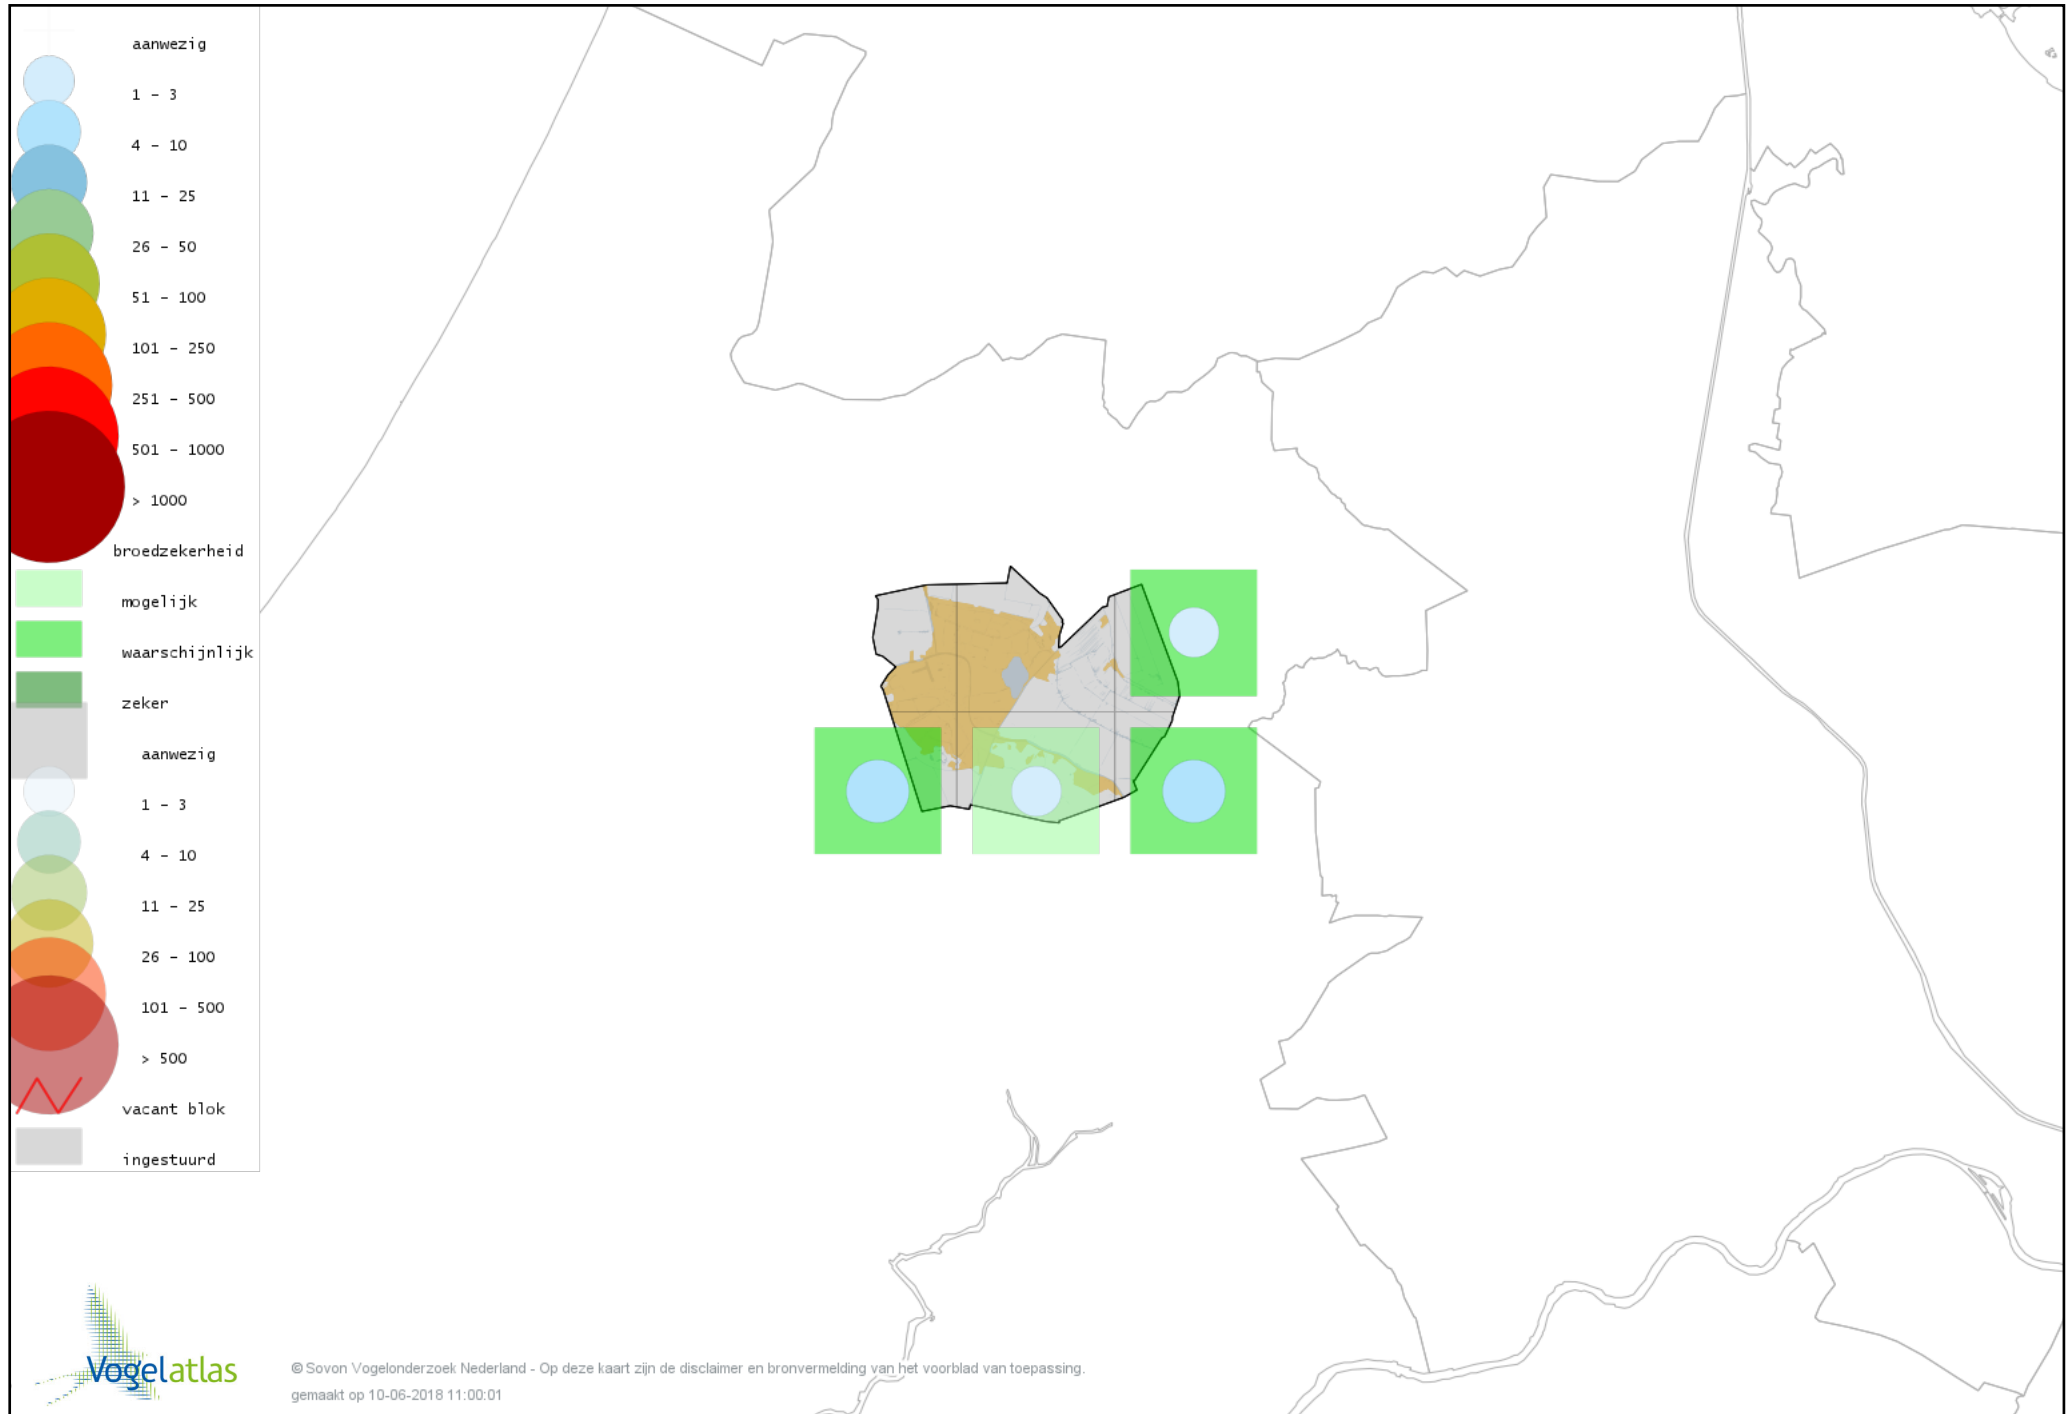 aanwezig
1 - 3
4 - 10
11 - 25
26 - 50
51 - 100
101 - 250
251 - 500
501 - 1000
> 1000
broedzekerheid
mogelijk
waarschijnlijk
zeker
aanwezig
1 - 3
4 - 10
11 - 25
26 - 100
101 - 500
> 500
vacant blok
ingestuurd
Vogelatlas
© Sovon Vogelonderzoek Nederland - Op deze kaart zijn de disclaimer en bronvermelding van het voorblad van toepassing.
gemaakt op 10-06-2018 11:00:01